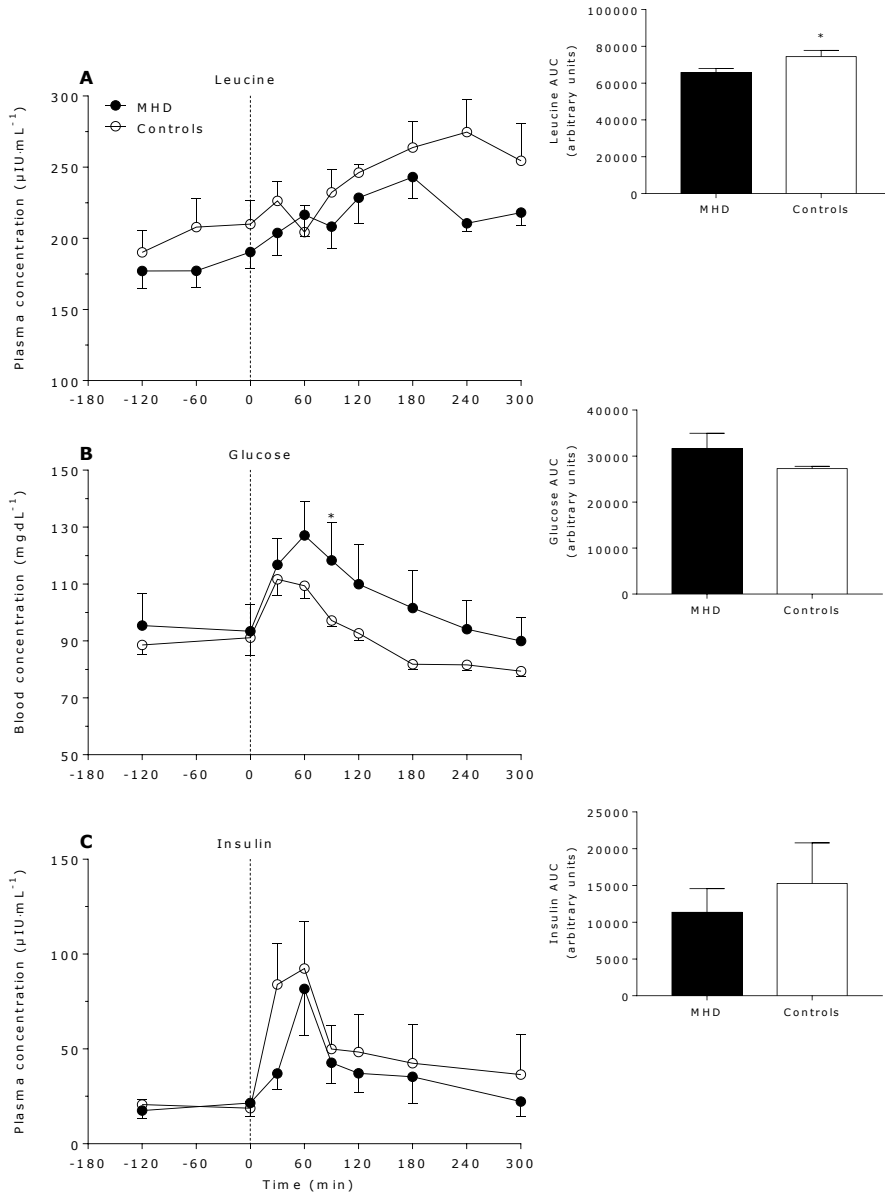 A
Leucine
Plasma concentration (µIU·mL⁻¹)
300
250
200
150
100
MHD
Controls
-180 -120 -60 0 60 120 180 240 300
Leucine AUC
(arbitrary units)
100000
80000
60000
40000
20000
0
*
MHD Controls
B
Glucose
Blood concentration (mg·dL⁻¹)
150
130
110
90
70
50
*
-180 -120 -60 0 60 120 180 240 300
Glucose AUC
(arbitrary units)
40000
30000
20000
10000
0
MHD Controls
C
Insulin
Plasma concentration (µIU·mL⁻¹)
150
100
50
0
-180 -120 -60 0 60 120 180 240 300
Time (min)
Insulin AUC
(arbitrary units)
25000
20000
15000
10000
5000
0
MHD Controls